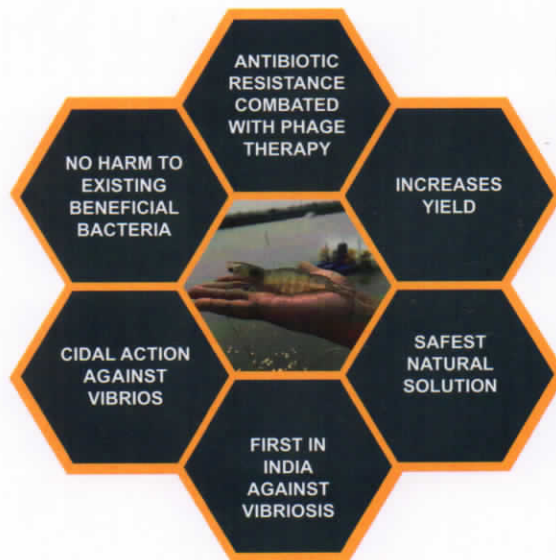 ANTIBIOTIC
RESISTANCE
COMBATED
WITH PHAGE
THERAPY
NO HARM TO
EXISTING
BENEFICIAL
BACTERIA
INCREASES
YIELD
CIDAL ACTION
AGAINST
VIBRIOS
SAFEST
NATURAL
SOLUTION
FIRST IN
INDIA
AGAINST
VIBRIOSIS